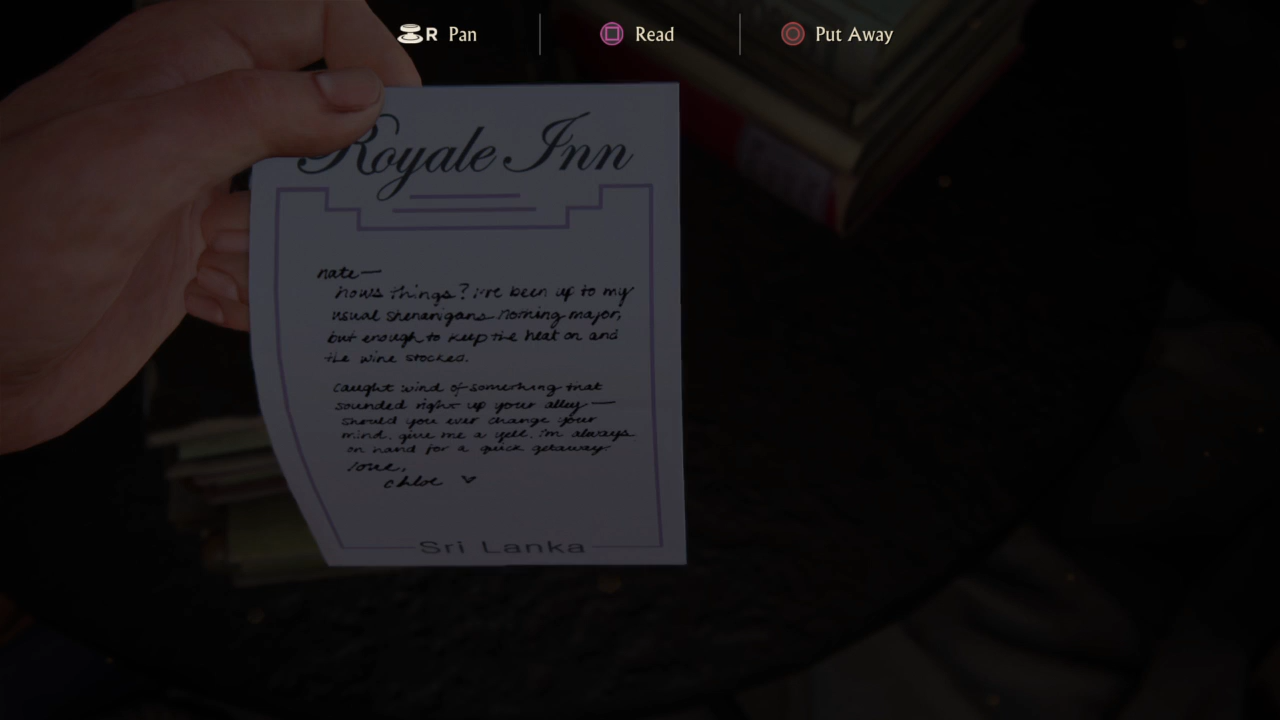 R Pan
Read
Put Away
Royale Inn
nate—
hows things? i've been up to my
usual shenanigans. Nothing major,
but enough to keep the heat on and
the wine stocked.
Caught wind of something that
sounded right up your alley—
should you ever change your
mind, give me a yell. i'm always
on hand for a quick getaway
love,
chloe
Sri Lanka